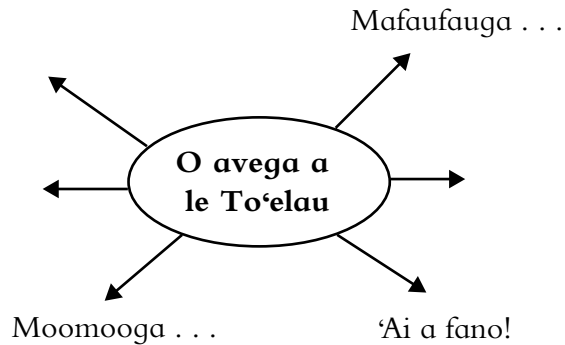 Mafaufauga . . .
O avega a
le To‘elau
Moomooga . . .
‘Ai a fano!